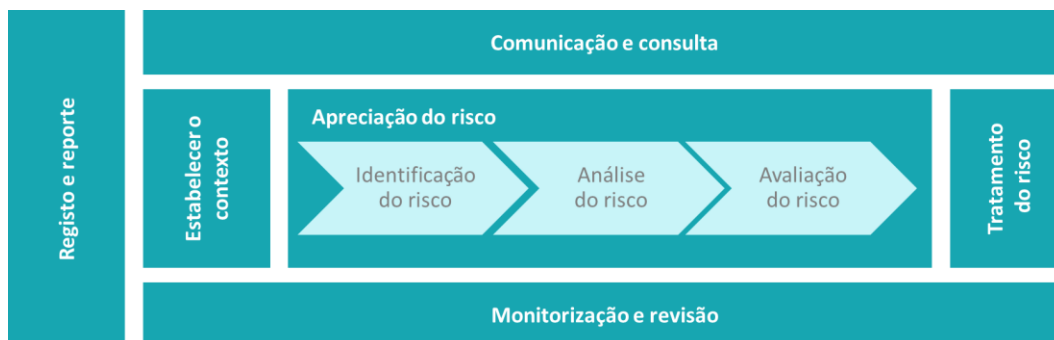 Registo e reporte
Comunicação e consulta
Estabelecer o
contexto
Apreciação do risco
Identificação
do risco
Análise
do risco
Avaliação
do risco
Tratamento
do risco
Monitorização e revisão